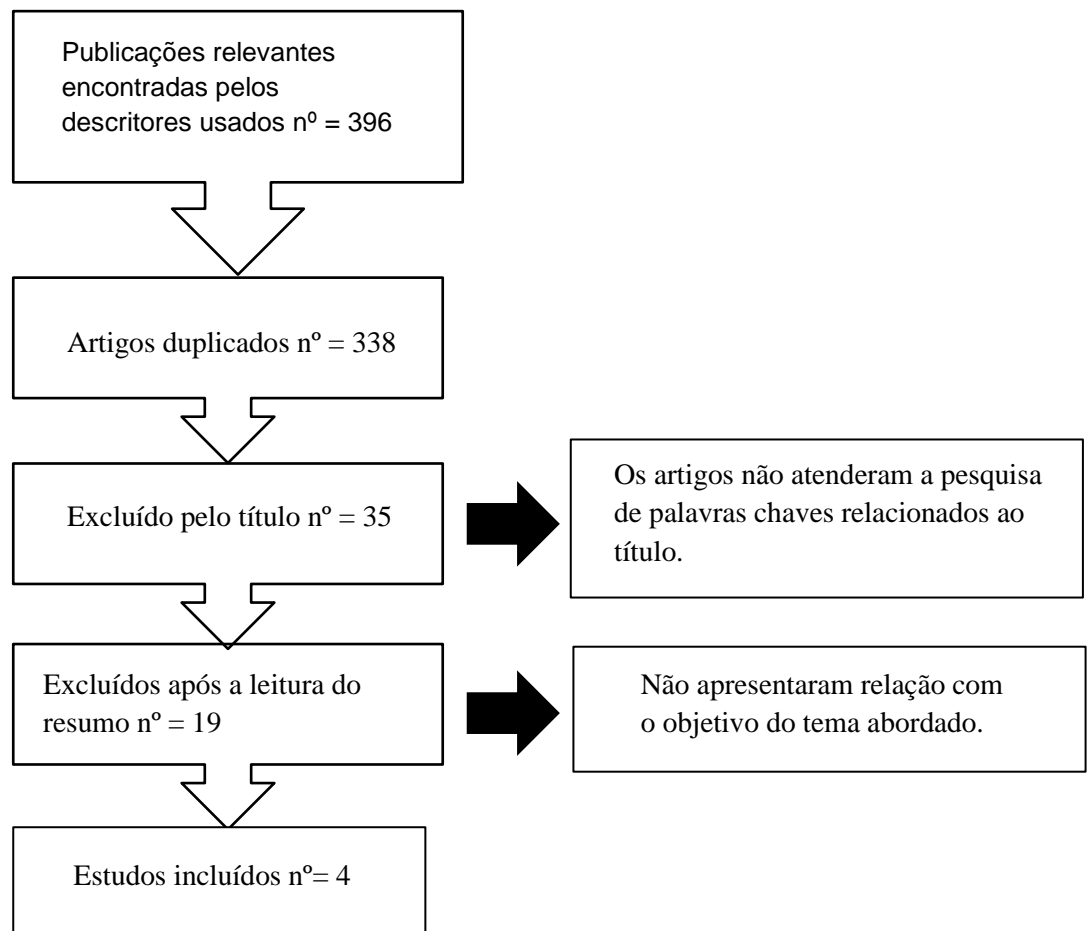 Publicações relevantes
encontradas pelos
descritores usados nº = 396
Artigos duplicados nº = 338
Excluído pelo título nº = 35
Os artigos não atenderam a pesquisa
de palavras chaves relacionados ao
título.
Excluídos após a leitura do
resumo nº = 19
Não apresentaram relação com
o objetivo do tema abordado.
Estudos incluídos nº= 4